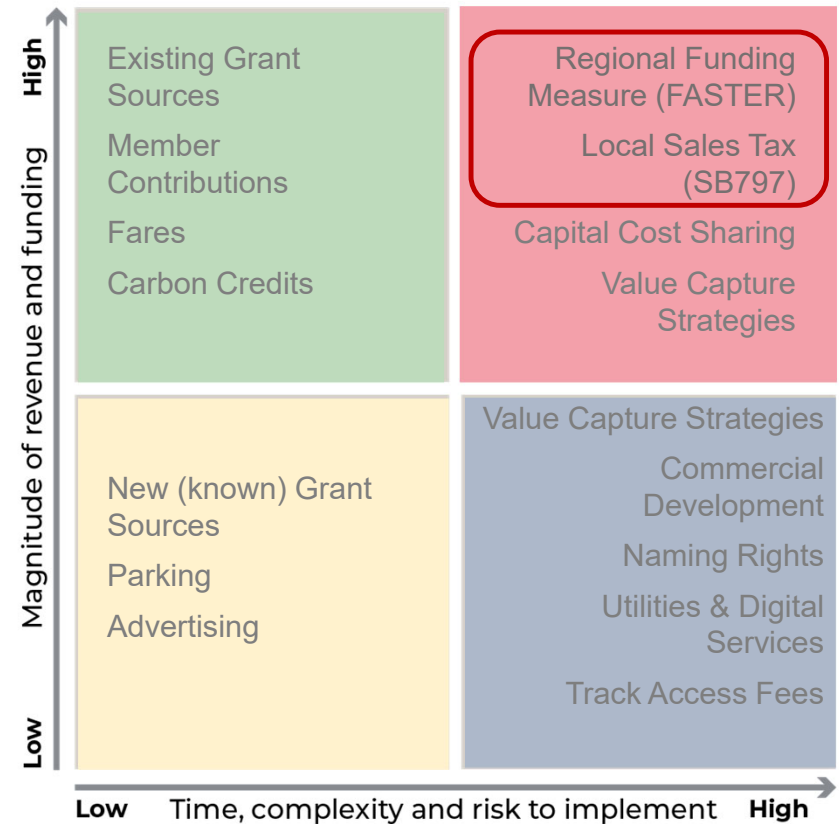 High
Magnitude of revenue and funding
Low
Existing Grant
Sources
Member
Contributions
Fares
Carbon Credits
Regional Funding
Measure (FASTER)
Local Sales Tax
(SB797)
Capital Cost Sharing
Value Capture
Strategies
New (known) Grant
Sources
Parking
Advertising
Value Capture Strategies
Commercial
Development
Naming Rights
Utilities & Digital
Services
Track Access Fees
Low Time, complexity and risk to implement High